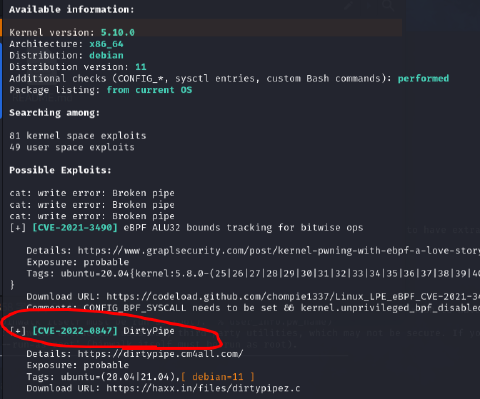 Available information:
Kernel version: 5.10.0
Architecture: x86_64
Distribution: debian
Distribution version: 11
Additional checks (CONFIG_*, sysctl entries, custom Bash commands): performed
Package listing: from current OS
Searching among:
81 kernel space exploits
49 user space exploits
Possible Exploits:
cat: write error: Broken pipe
cat: write error: Broken pipe
cat: write error: Broken pipe
[+] [CVE-2021-3490] eBPF ALU32 bounds tracking for bitwise ops
Details: https://www.graplsecurity.com/post/kernel-pwning-with-ebpf-a-love-story
Exposure: probable
Tags: ubuntu=20.04{kernel:5.8.0-(25|26|27|28|29|30|31|32|33|34|35|36|37|38|39|40
}
Download URL: https://codeload.github.com/chompie1337/Linux_LPE_eBPF_CVE-2021-34
Comments: CONFIG_BPF_SYSCALL needs to be set && kernel.unprivileged_bpf_disabled
[+] [CVE-2022-0847] DirtyPipe
Details: https://dirtypipe.cm4all.com/
Exposure: probable
Tags: ubuntu=(20.04|21.04),[ debian=11 ]
Download URL: https://haxx.in/files/dirtypipez.c